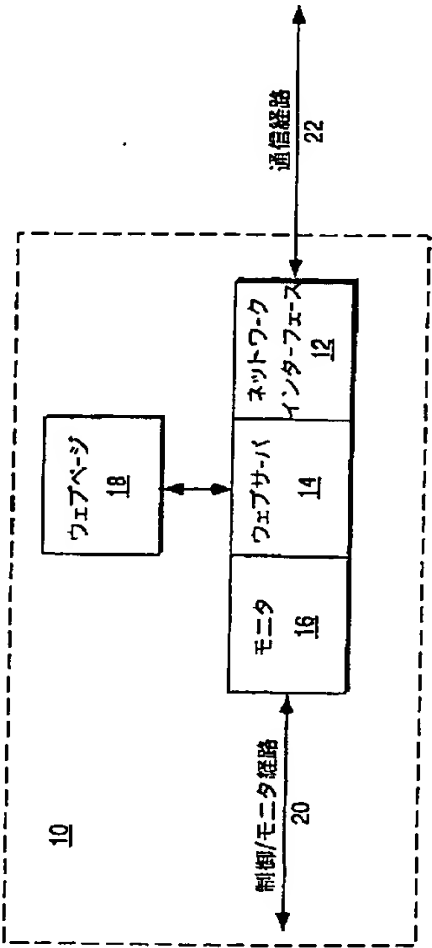 10
ウェブページ
18
制御/モニタ経路
20
モニタ
16
ウェブサーバ
14
ネットワーク
インターフェース
12
通信経路
22